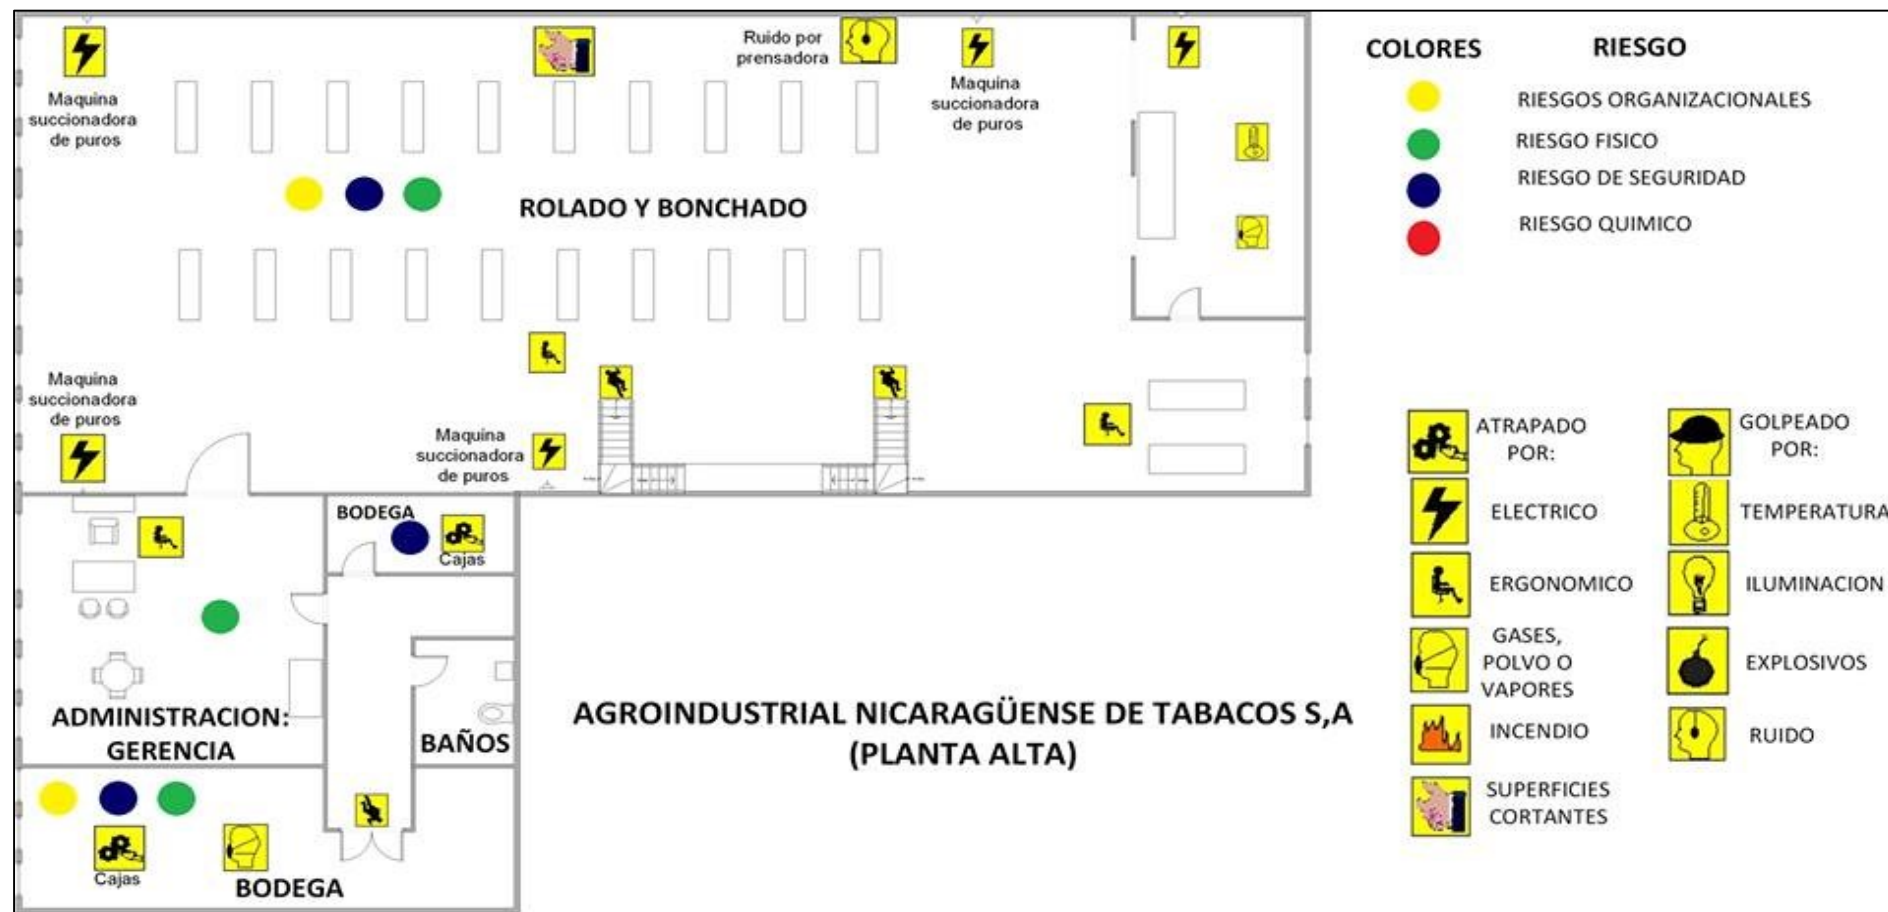 Maquina
succionadora
de puros
Ruido por
prensadora
Maquina
succionadora
de puros
ROLADO Y BONCHADO
Maquina
succionadora
de puros
Maquina
succionadora
de puros
BODEGA
Cajas
ADMINISTRACION:
GERENCIA
BAÑOS
Cajas
BODEGA
AGROINDUSTRIAL NICARAGÜENSE DE TABACOS S,A
(PLANTA ALTA)
COLORES
RIESGO
RIESGOS ORGANIZACIONALES
RIESGO FISICO
RIESGO DE SEGURIDAD
RIESGO QUIMICO
ATRAPADO
POR:
ELECTRICO
ERGONOMICO
GASES,
POLVO O
VAPORES
INCENDIO
SUPERFICIES
CORTANTES
GOLPEADO
POR:
TEMPERATURA
ILUMINACION
EXPLOSIVOS
RUIDO